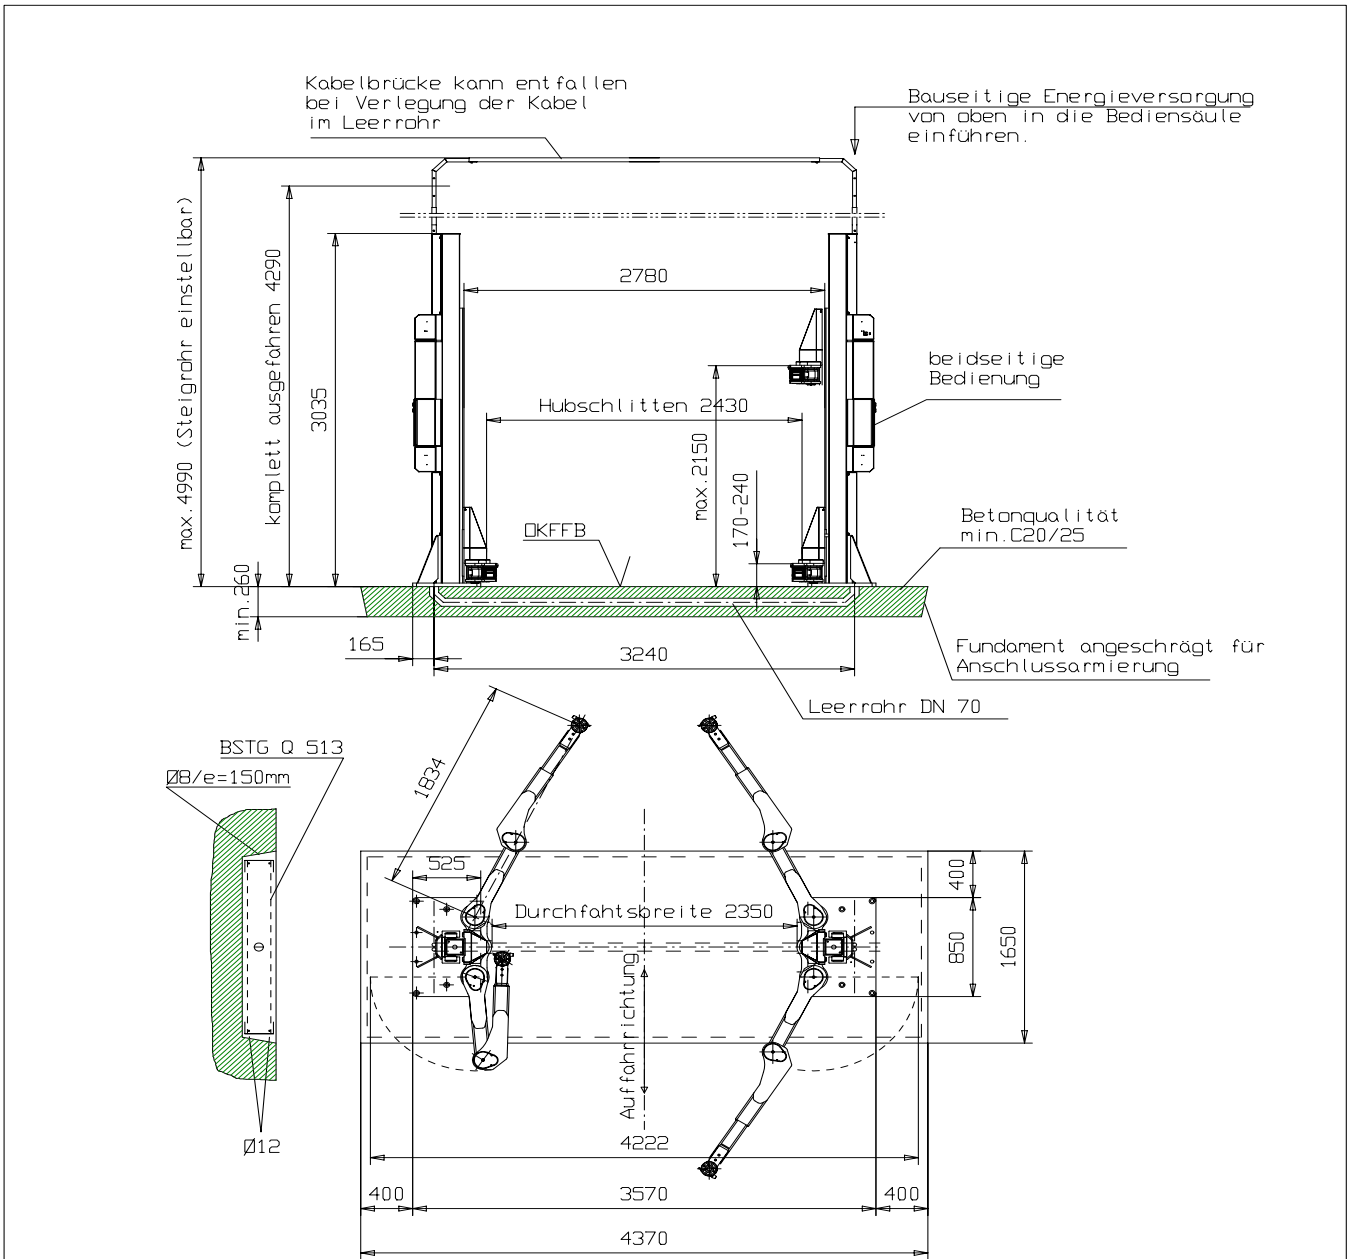 Kabelbrücke kann entfallen
bei Verlegung der Kabel
im Leerrohr
Bauseitige Energieversorgung
von oben in die Bediensäule
einführen.
max.4990 (Steigrohr einstellbar)
komplett ausgefahren 4290
3035
2780
beidseitige
Bedienung
Hubschlitten 2430
max.2150
170-240
OKFFB
Betonqualität
min.C20/25
min.260
165
3240
Fundament angeschrägt für
Anschlussarmierung
Leerrohr DN 70
BSTG Q 513
Ø8/e=150mm
1834
525
400
Durchfahtsbreite 2350
850
1650
Auffahrrichtung
Ø12
4222
400
3570
400
4370